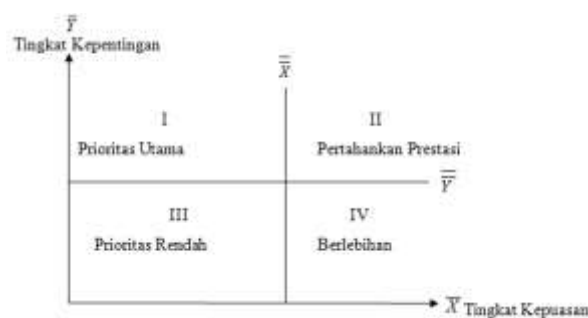 Y̅
Tingkat Kepentingan
X̿
I
Prioritas Utama
II
Pertahankan Prestasi
Y̿
III
Prioritas Rendah
IV
Berlebihan
X̅ Tingkat Kepuasan